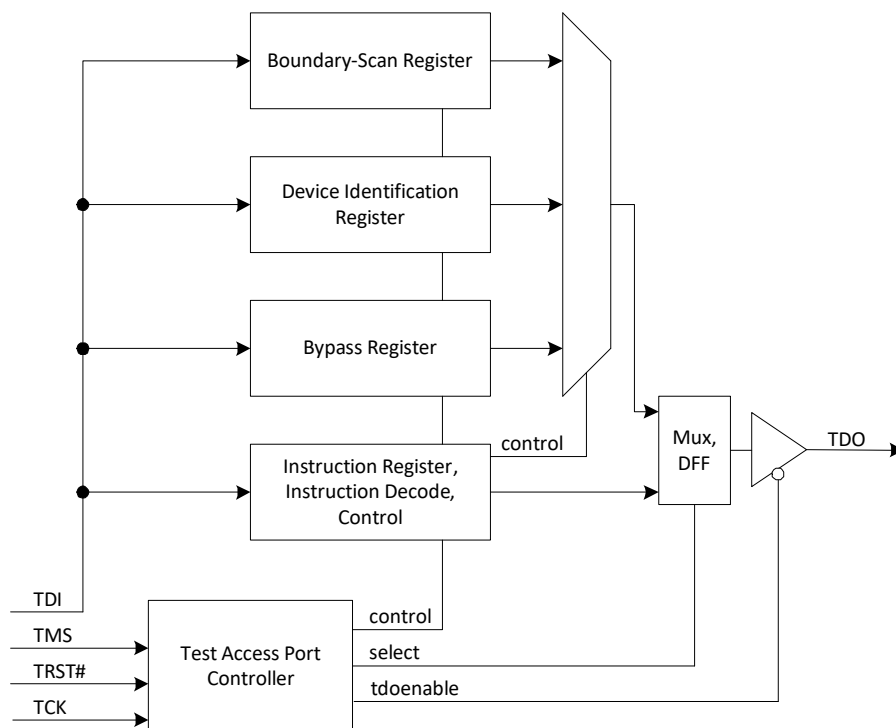 Boundary-Scan Register
Device Identification
Register
Bypass Register
control
Mux,
DFF
TDO
Instruction Register,
Instruction Decode,
Control
TDI
TMS
TRST#
TCK
Test Access Port
Controller
control
select
tdoenable